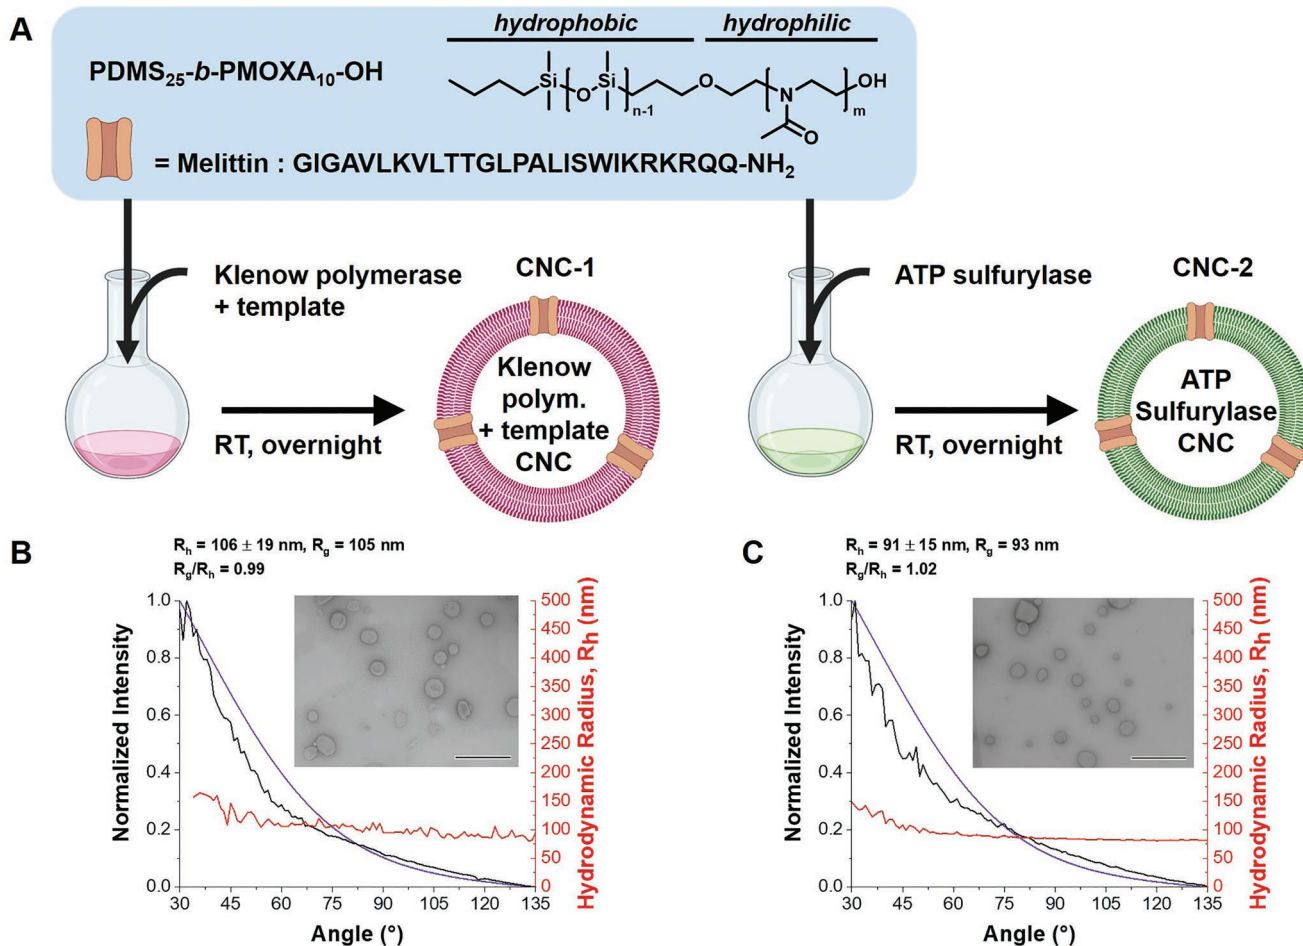 A
hydrophobic hydrophilic
PDMS25-b-PMOXA10-OH
Si
O
Si
n-1
O
N
m
OH
O
= Melittin : GIGAVLKVLTTGLPALISWIKRKRQQ-NH2
Klenow polymerase
+ template
RT, overnight
CNC-1
Klenow
polym.
+ template
CNC
ATP sulfurylase
RT, overnight
CNC-2
ATP
Sulfurylase
CNC
B
Rh = 106 ± 19 nm, Rg = 105 nm
Rg/Rh = 0.99
Normalized Intensity
1.0
0.8
0.6
0.4
0.2
0.0
500
450
400
350
300
250
200
150
100
50
0
Hydrodynamic Radius, Rh (nm)
30 45 60 75 90 105 120 135
Angle (°)
C
Rh = 91 ± 15 nm, Rg = 93 nm
Rg/Rh = 1.02
Normalized Intensity
1.0
0.8
0.6
0.4
0.2
0.0
500
450
400
350
300
250
200
150
100
50
0
Hydrodynamic Radius, Rh (nm)
30 45 60 75 90 105 120 135
Angle (°)